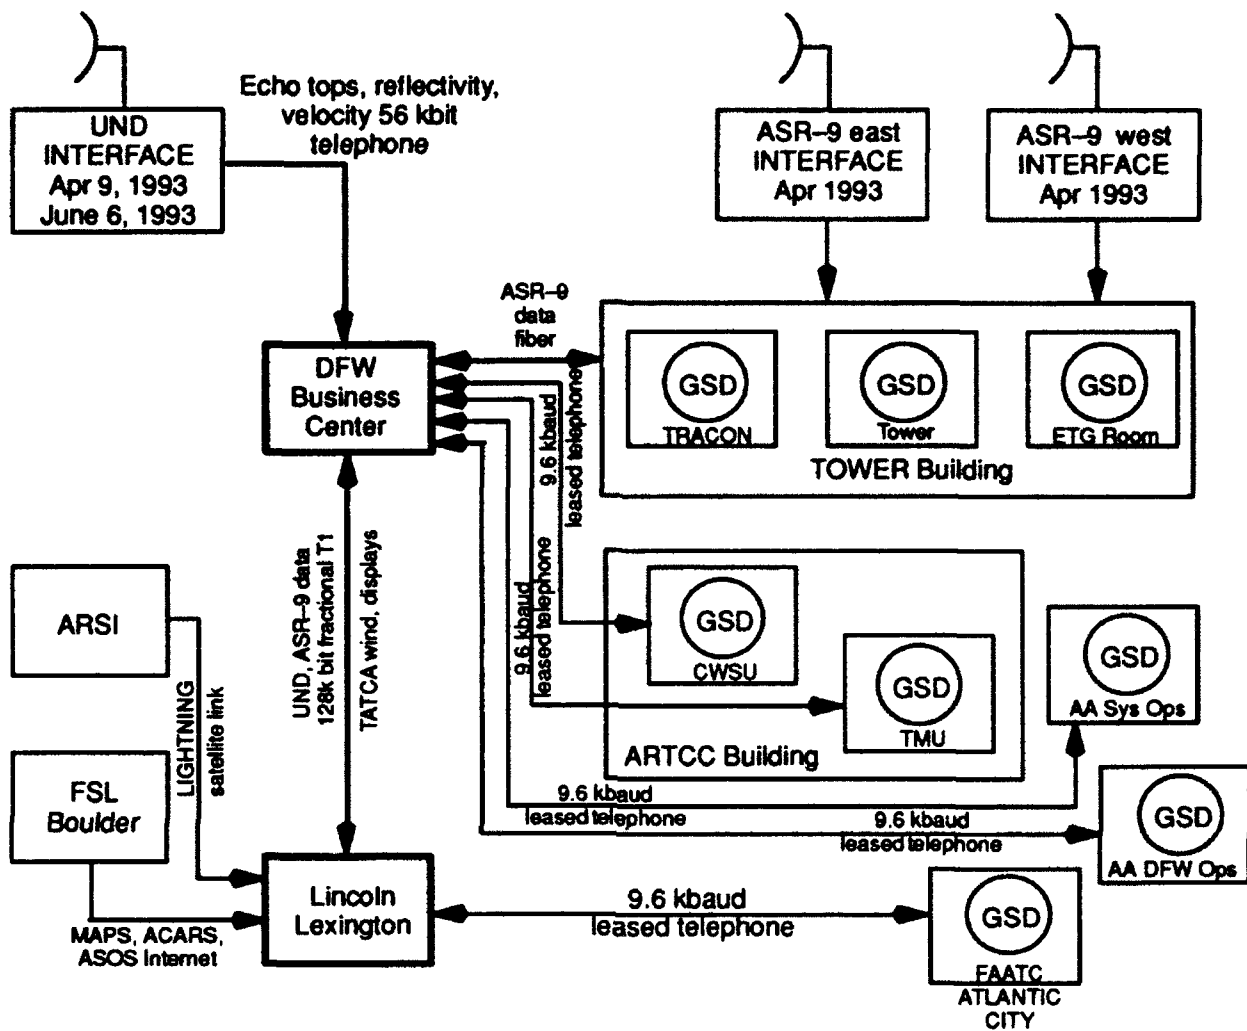 UND
INTERFACE
Apr 9, 1993
June 6, 1993
Echo tops, reflectivity,
velocity 56 kbit
telephone
ASR-9 east
INTERFACE
Apr 1993
ASR-9 west
INTERFACE
Apr 1993
ASR-9
data
fiber
DFW
Business
Center
GSD
TRACON
GSD
Tower
GSD
ETG Room
TOWER Building
9.6 kbaud
leased telephone
9.6 kbaud
leased telephone
GSD
CWSU
GSD
TMU
ARTCC Building
GSD
AA Sys Ops
9.6 kbaud
leased telephone
9.6 kbaud
leased telephone
GSD
AA DFW Ops
UND, ASR-9 data
128k bit fractional T1
TATCA wind, displays
ARSI
LIGHTNING
satellite link
FSL
Boulder
MAPS, ACARS,
ASOS Internet
Lincoln
Lexington
9.6 kbaud
leased telephone
GSD
FAATC
ATLANTIC
CITY